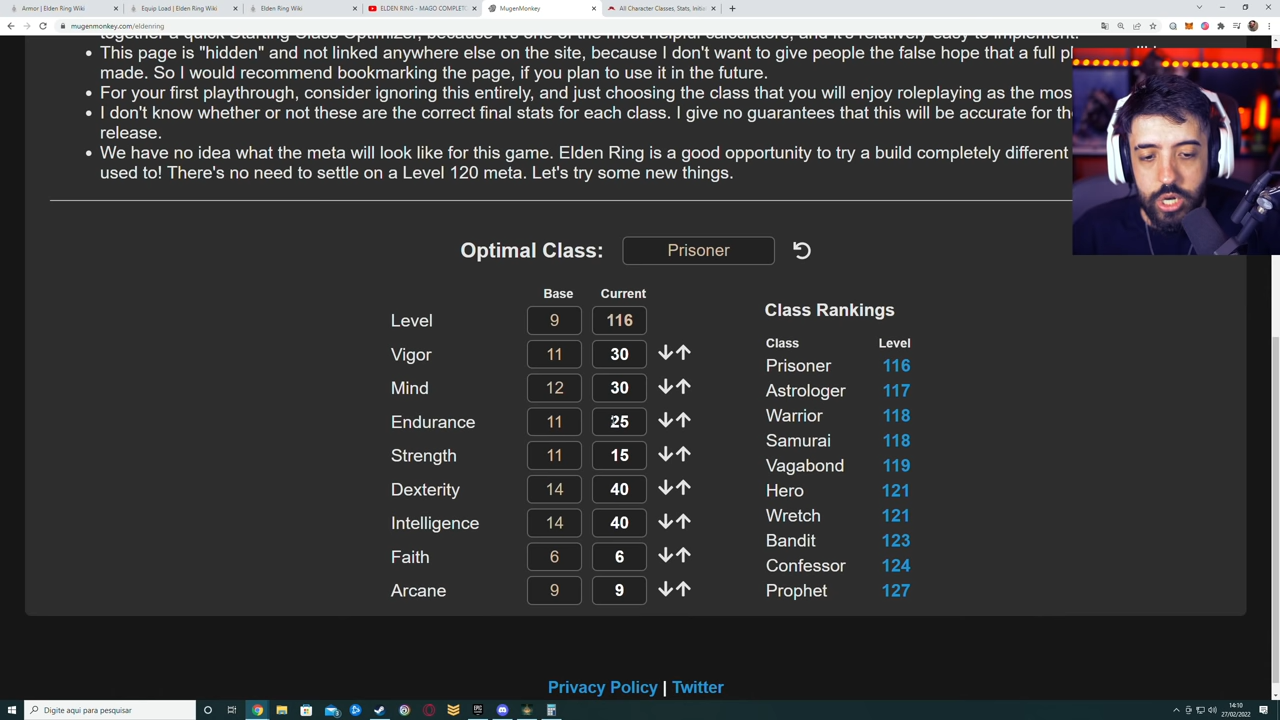 Armor | Elden Ring Wiki
Equip Load | Elden Ring Wiki
Elden Ring Wiki
ELDEN RING - MAGO COMPLETO
MugenMonkey
All Character Classes, Stats, Initia
mugenmonkey.com/eldenring
This page is "hidden" and not linked anywhere else on the site, because I don't want to give people the false hope that a full
made. So I would recommend bookmarking the page, if you plan to use it in the future.
For your first playthrough, consider ignoring this entirely, and just choosing the class that you will enjoy roleplaying as the mos
I don't know whether or not these are the correct final stats for each class. I give no guarantees that this will be accurate for the
release.
We have no idea what the meta will look like for this game. Elden Ring is a good opportunity to try a build completely different
used to! There's no need to settle on a Level 120 meta. Let's try some new things.
Optimal Class: Prisoner
Base Current
Level 9 116
Vigor 11 30
Mind 12 30
Endurance 11 25
Strength 11 15
Dexterity 14 40
Intelligence 14 40
Faith 6 6
Arcane 9 9
Class Rankings
Class Level
Prisoner 116
Astrologer 117
Warrior 118
Samurai 118
Vagabond 119
Hero 121
Wretch 121
Bandit 123
Confessor 124
Prophet 127
Privacy Policy | Twitter
Digite aqui para pesquisar
14:10
27/02/2022